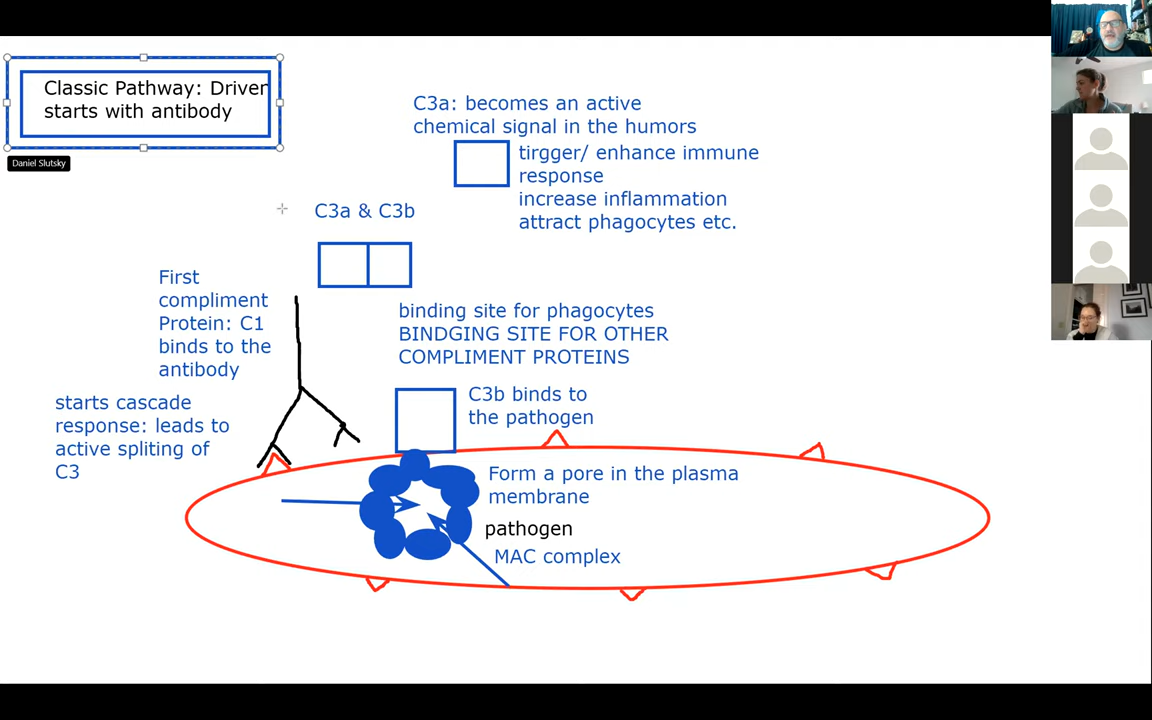 Classic Pathway: Driven
starts with antibody
Daniel Slutsky
C3a: becomes an active
chemical signal in the humors
tirgger/ enhance immune
response
increase inflammation
attract phagocytes etc.
C3a & C3b
First
compliment
Protein: C1
binds to the
antibody
binding site for phagocytes
BINDGING SITE FOR OTHER
COMPLIMENT PROTEINS
starts cascade
response: leads to
active spliting of
C3
C3b binds to
the pathogen
Form a pore in the plasma
membrane
pathogen
MAC complex